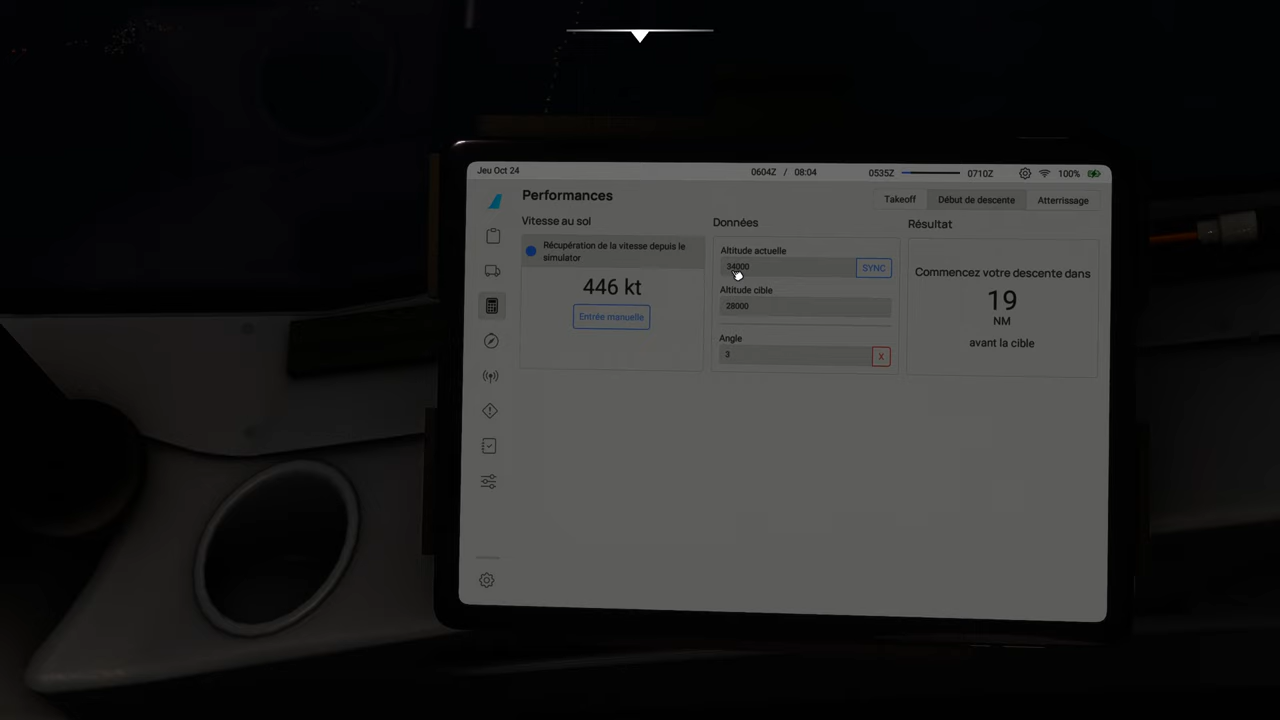 Jeu Oct 24
0604Z / 08:04
0535Z
0710Z
100%
Performances
Takeoff
Début de descente
Atterrissage
Vitesse au sol
Récupération de la vitesse depuis le
simulator
446 kt
Entrée manuelle
Données
Altitude actuelle
34000
SYNC
Altitude cible
28000
Angle
3
X
Résultat
Commencez votre descente dans
19
NM
avant la cible